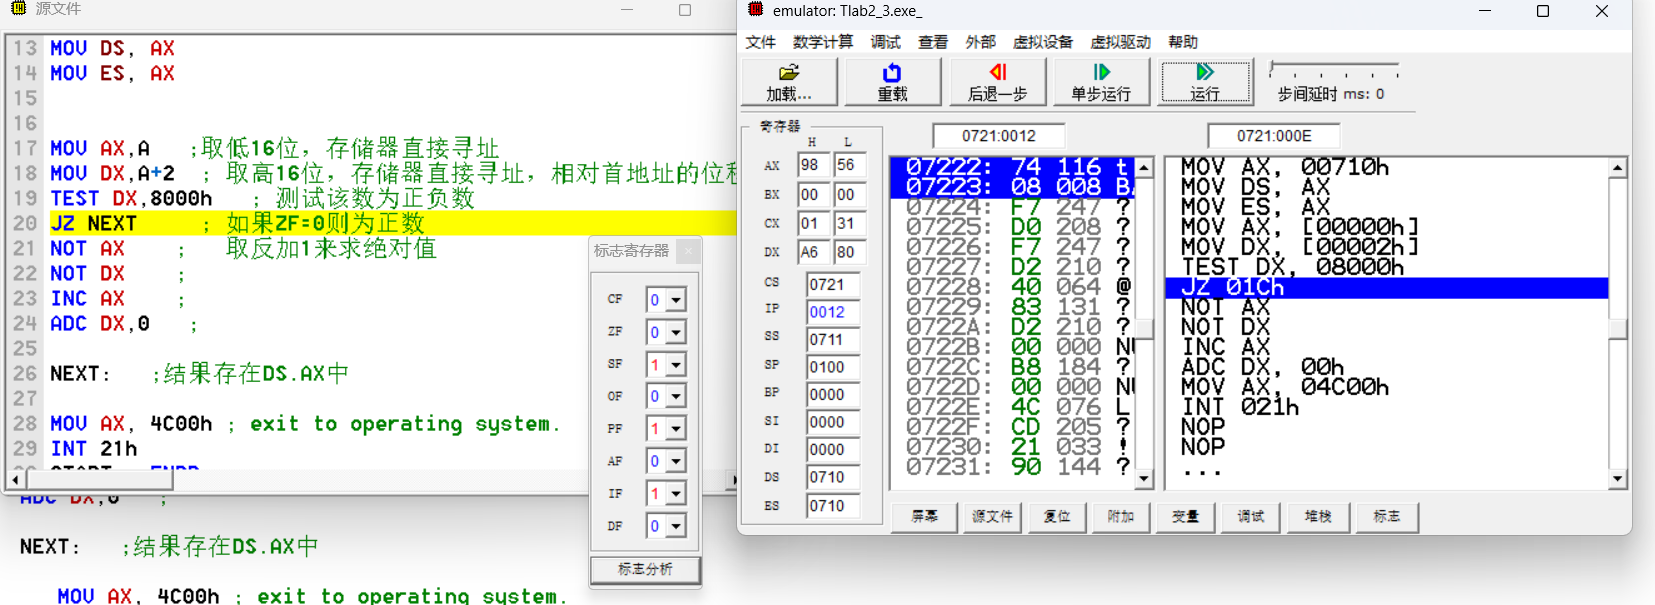 源文件
13 MOV DS, AX
14 MOV ES, AX
15
16
17 MOV AX,A ;取低16位，存储器直接寻址
18 MOV DX,A+2 ; 取高16位，存储器直接寻址，相对首地址的位移
19 TEST DX,8000h ; 测试该数为正负数
20 JZ NEXT ; 如果ZF=0则为正数
21 NOT AX ; 取反加1来求绝对值
22 NOT DX ;
23 INC AX ;
24 ADC DX,0 ;
25
26 NEXT: ;结果存在DS.AX中
27
28 MOV AX, 4C00h ; exit to operating system.
29 INT 21h
ADC DX,0 ;
NEXT: ;结果存在DS.AX中
MOV AX, 4C00h ; exit to operating system.
标志寄存器
CF 0
ZF 0
SF 1
OF 0
PF 1
AF 0
IF 1
DF 0
标志分析
emulator: Tlab2_3.exe_
文件 数学计算 调试 查看 外部 虚拟设备 虚拟驱动 帮助
加载... 重载 后退一步 单步运行 运行 步间延时 ms: 0
寄存器
H L
AX 98 56
BX 00 00
CX 01 31
DX A6 80
CS 0721
IP 0012
SS 0711
SP 0100
BP 0000
SI 0000
DI 0000
DS 0710
ES 0710
0721:0012
07222: 74 116 t
07223: 08 008 BA
07224: F7 247 ?
07225: D0 208 ?
07226: F7 247 ?
07227: D2 210 ?
07228: 40 064 @
07229: 83 131 ?
0722A: D2 210 ?
0722B: 00 000 NU
0722C: B8 184 ?
0722D: 00 000 NU
0722E: 4C 076 L
0722F: CD 205 ?
07230: 21 033 !
07231: 90 144 ?
0721:000E
MOV AX, 00710h
MOV DS, AX
MOV ES, AX
MOV AX, [00000h]
MOV DX, [00002h]
TEST DX, 08000h
JZ 01Ch
NOT AX
NOT DX
INC AX
ADC DX, 00h
MOV AX, 04C00h
INT 021h
NOP
NOP
...
屏幕 源文件 复位 附加 变量 调试 堆栈 标志